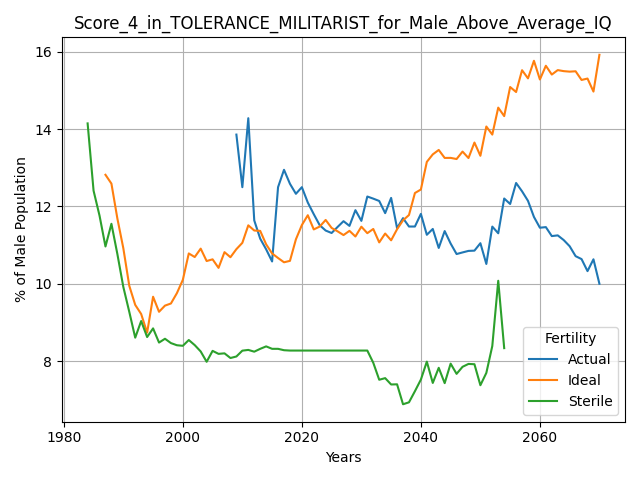 Score_4_in_TOLERANCE_MILITARIST_for_Male_Above_Average_IQ
% of Male Population
16
14
12
10
8
1980 2000 2020 2040 2060
Years
Fertility
Actual
Ideal
Sterile